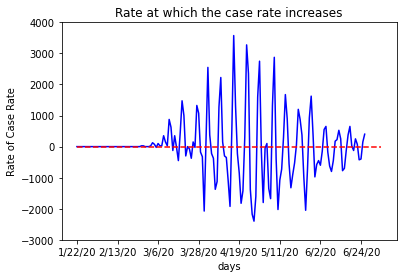 Rate at which the case rate increases
4000
3000
2000
1000
0
−1000
−2000
−3000
Rate of Case Rate
1/22/20 2/13/20 3/6/20 3/28/20 4/19/20 5/11/20 6/2/20 6/24/20
days